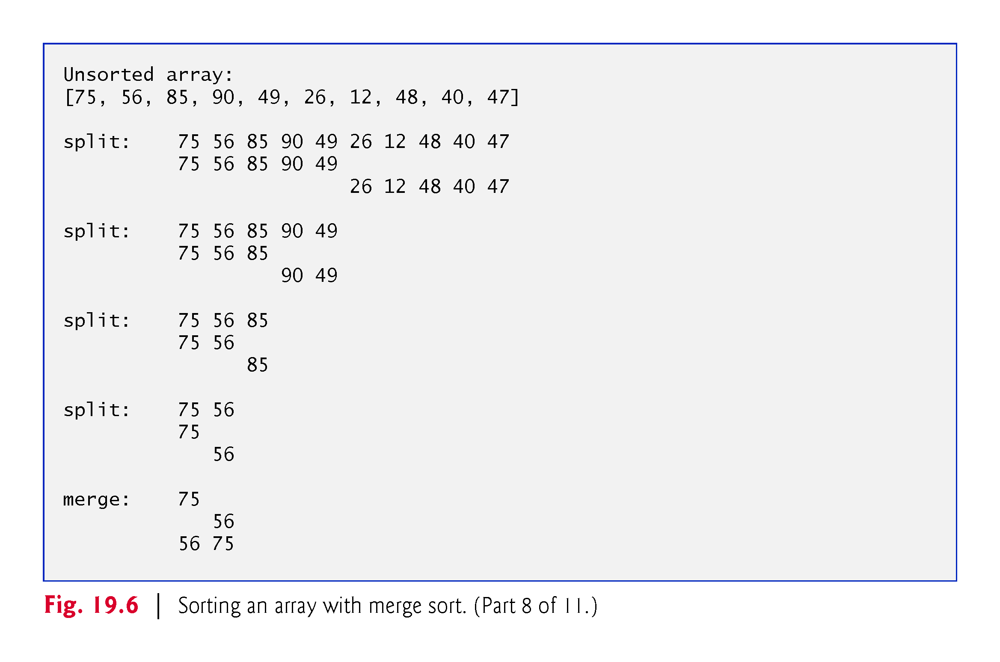 Unsorted array:
[75, 56, 85, 90, 49, 26, 12, 48, 40, 47]
split:    75 56 85 90 49 26 12 48 40 47
          75 56 85 90 49
                         26 12 48 40 47
split:    75 56 85 90 49
          75 56 85
                   90 49
split:    75 56 85
          75 56
                85
split:    75 56
          75
             56
merge:    75
             56
          56 75
Fig. 19.6 | Sorting an array with merge sort. (Part 8 of 11.)